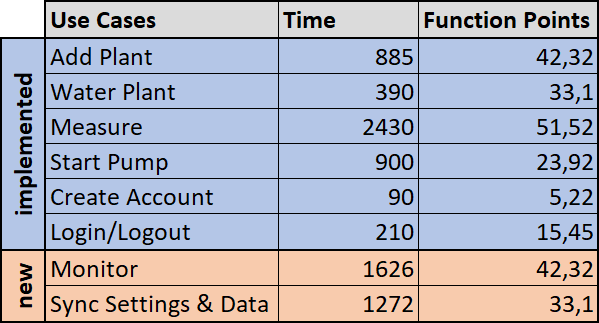 Use Cases Time Function Points
implemented
Add Plant 885 42,32
Water Plant 390 33,1
Measure 2430 51,52
Start Pump 900 23,92
Create Account 90 5,22
Login/Logout 210 15,45
new
Monitor 1626 42,32
Sync Settings & Data 1272 33,1